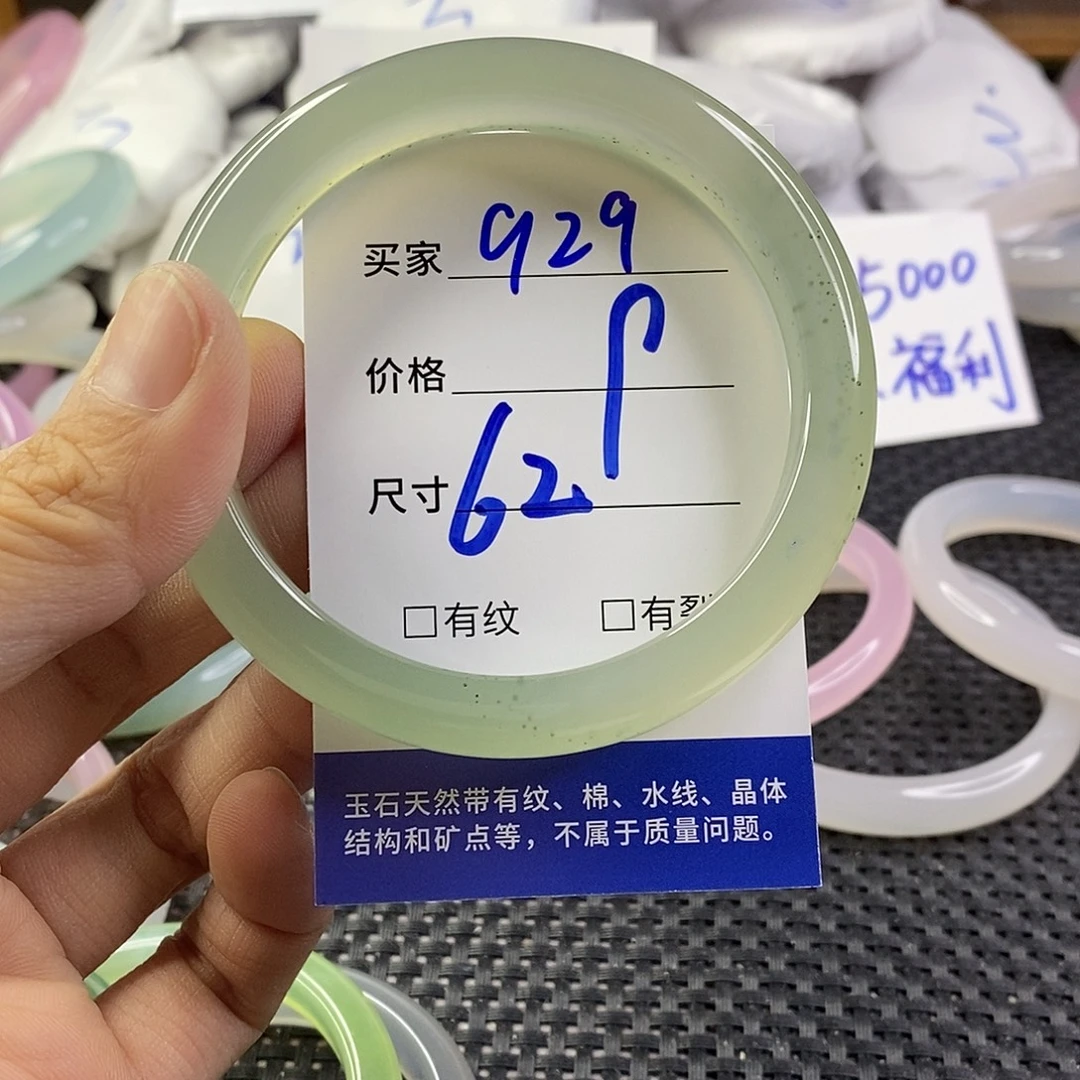 买家 929
价格
尺寸 62
□有纹 □有
玉石天然带有纹、棉、水线、晶体
结构和矿点等，不属于质量问题。
5000
福利